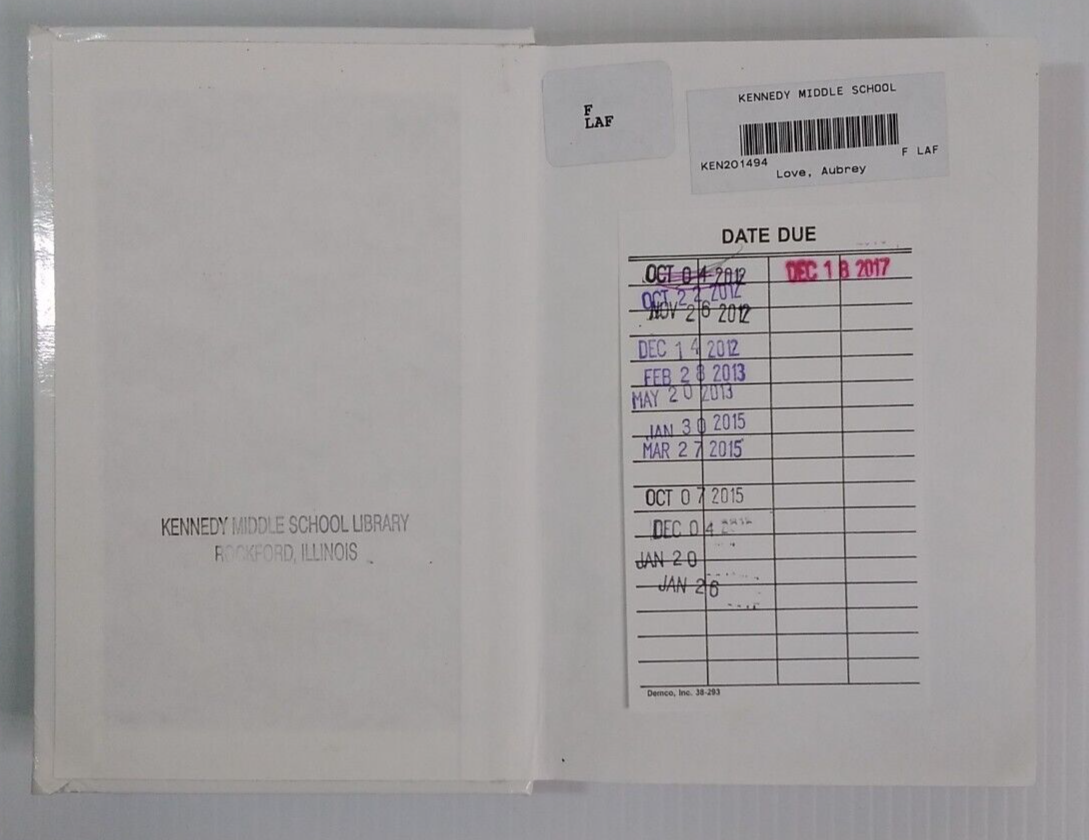 F
LAF
KENNEDY MIDDLE SCHOOL
KEN201494
F LAF
Love, Aubrey
DATE DUE
OCT 04 2012
DEC 18 2017
OCT 22 2012
NOV 26 2012
DEC 14 2012
FEB 28 2013
MAY 20 2013
JAN 30 2015
MAR 27 2015
OCT 07 2015
DEC 04
JAN 20
JAN 26
Demco, Inc. 38-293
KENNEDY MIDDLE SCHOOL LIBRARY
ROCKFORD, ILLINOIS